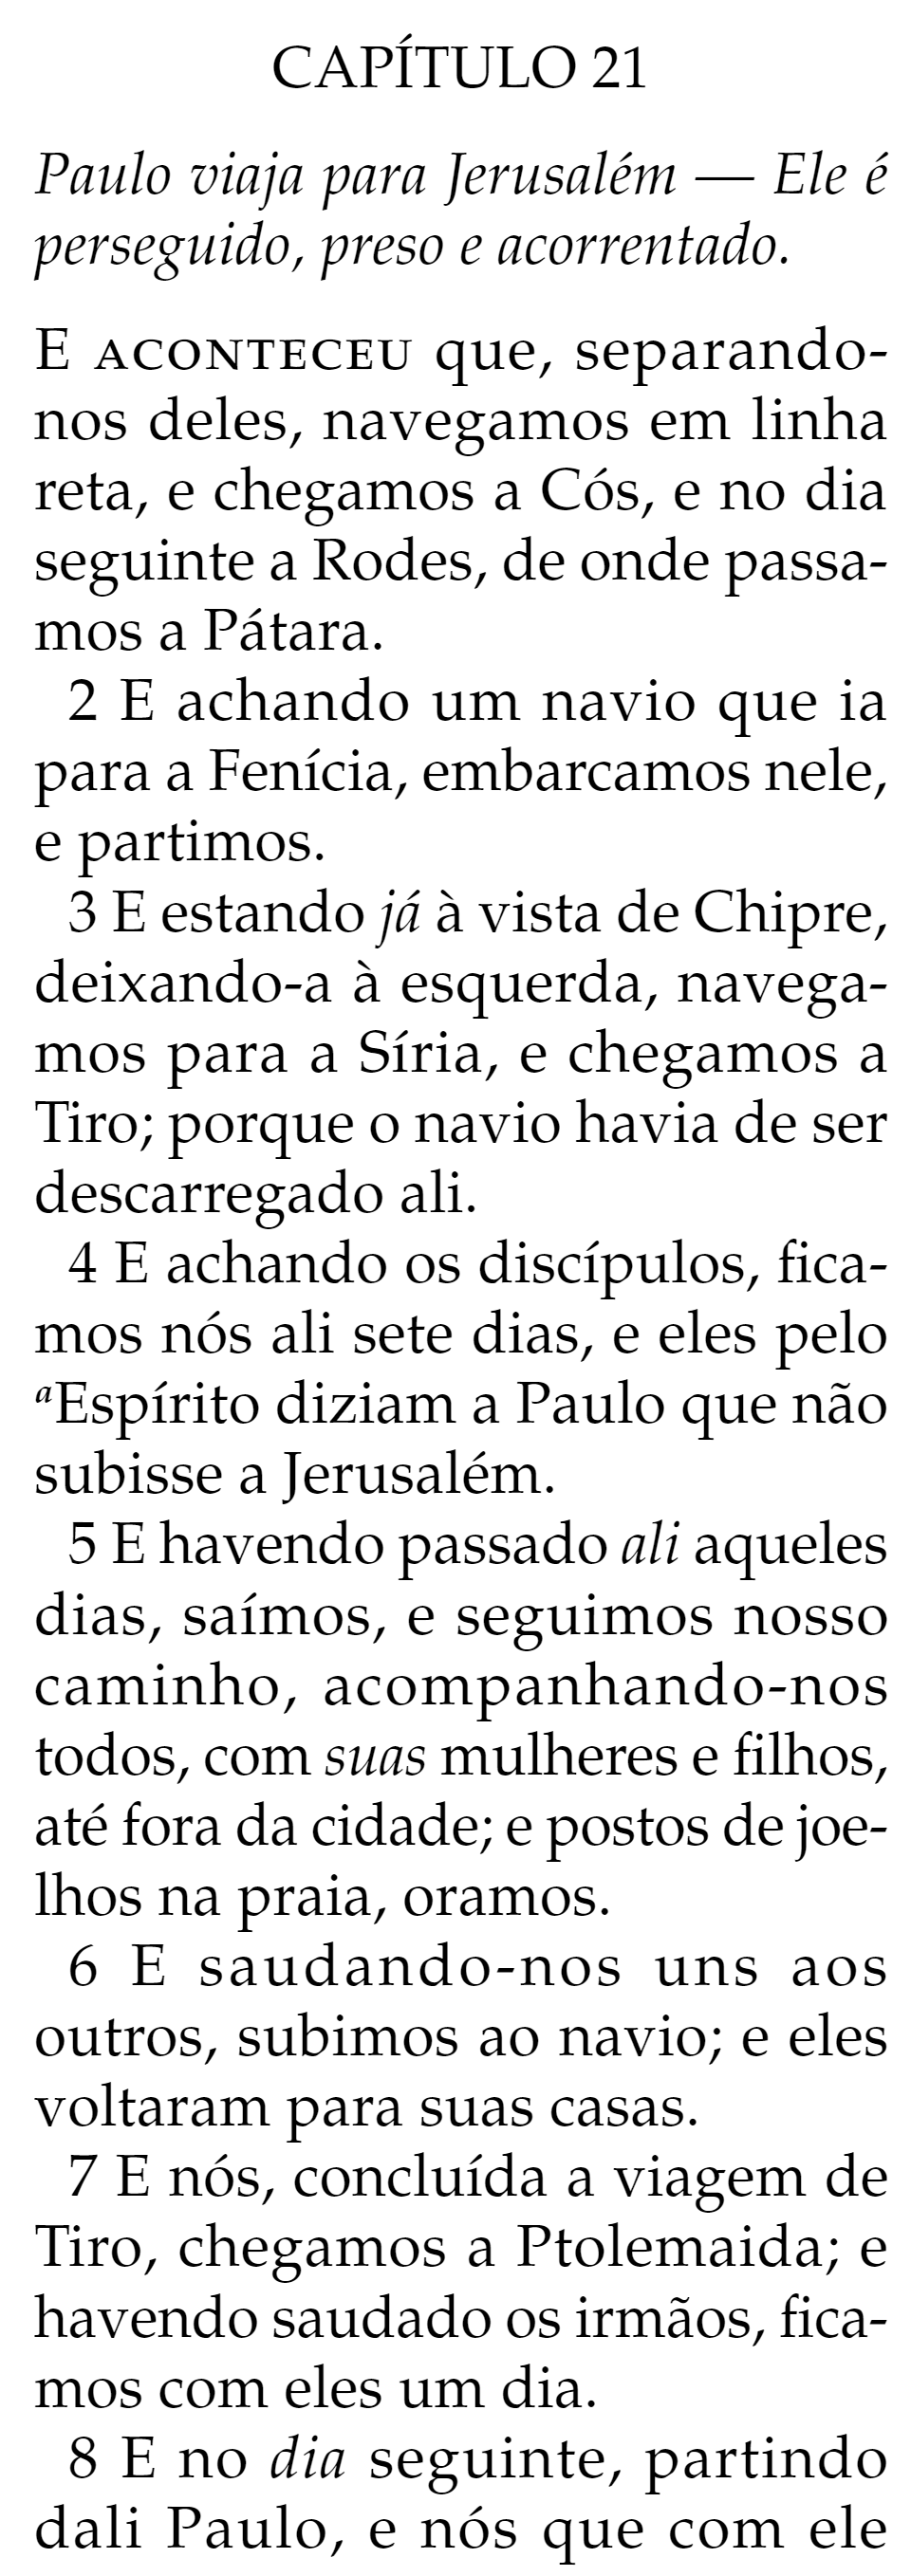 CAPÍTULO 21
Paulo viaja para Jerusalém — Ele é
perseguido, preso e acorrentado.
E ACONTECEU que, separando-
nos deles, navegamos em linha
reta, e chegamos a Cós, e no dia
seguinte a Rodes, de onde passa-
mos a Pátara.
2 E achando um navio que ia
para a Fenícia, embarcamos nele,
e partimos.
3 E estando já à vista de Chipre,
deixando-a à esquerda, navega-
mos para a Síria, e chegamos a
Tiro; porque o navio havia de ser
descarregado ali.
4 E achando os discípulos, fica-
mos nós ali sete dias, e eles pelo
ᵃEspírito diziam a Paulo que não
subisse a Jerusalém.
5 E havendo passado ali aqueles
dias, saímos, e seguimos nosso
caminho, acompanhando-nos
todos, com suas mulheres e filhos,
até fora da cidade; e postos de joe-
lhos na praia, oramos.
6 E saudando-nos uns aos
outros, subimos ao navio; e eles
voltaram para suas casas.
7 E nós, concluída a viagem de
Tiro, chegamos a Ptolemaida; e
havendo saudado os irmãos, fica-
mos com eles um dia.
8 E no dia seguinte, partindo
dali Paulo, e nós que com ele